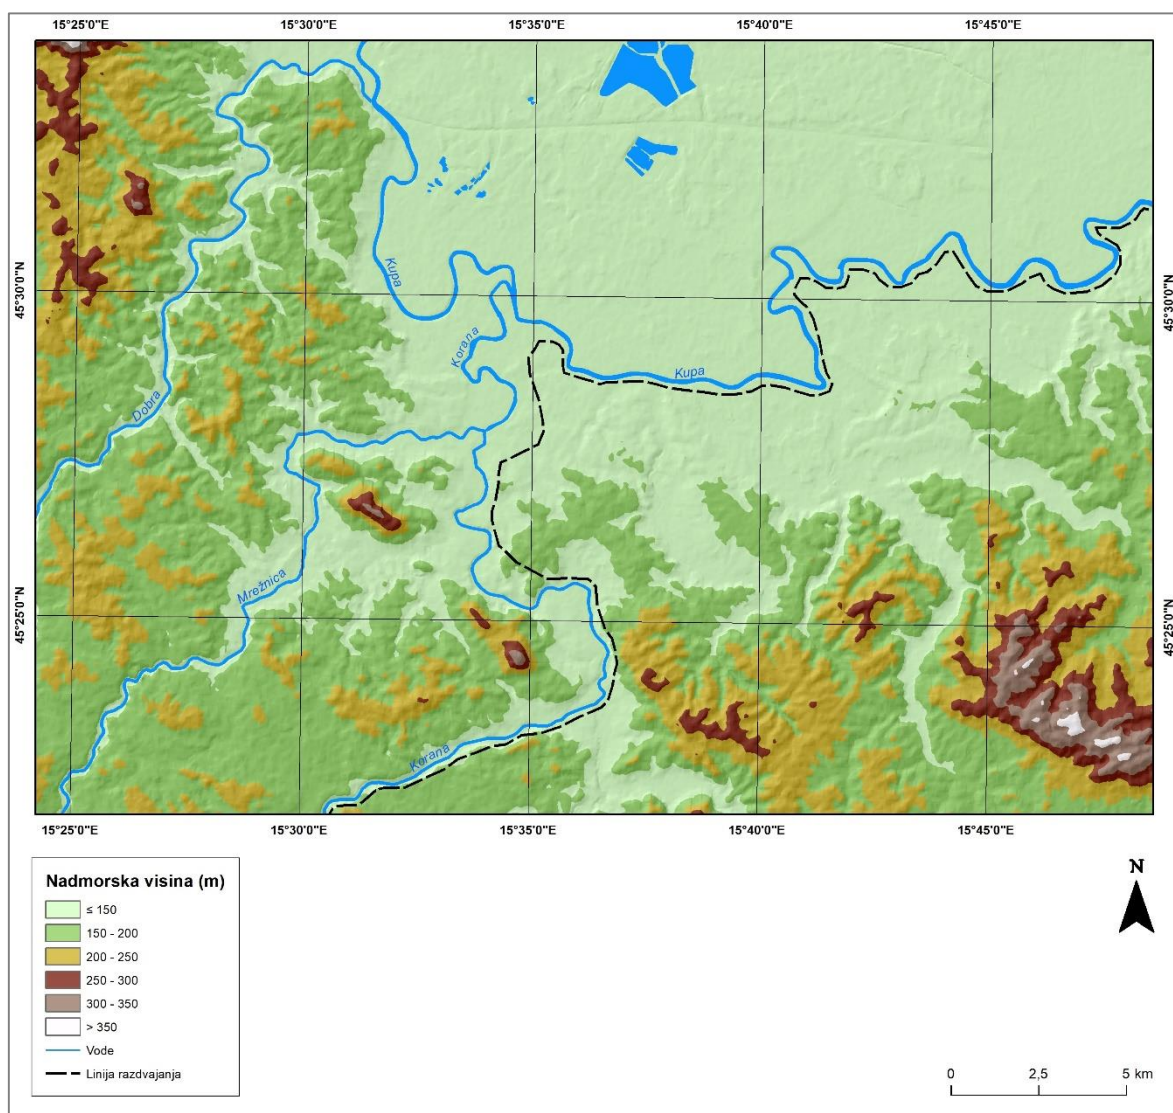 15°25'0"E 15°30'0"E 15°35'0"E 15°40'0"E 15°45'0"E
45°30'0"N
45°30'0"N
Kupa
Korana
Kupa
Dobra
Mrežnica
45°25'0"N
45°25'0"N
Korana
15°25'0"E 15°30'0"E 15°35'0"E 15°40'0"E 15°45'0"E
Nadmorska visina (m)
≤ 150
150 - 200
200 - 250
250 - 300
300 - 350
> 350
Vode
Linija razdvajanja
N
0 2,5 5 km